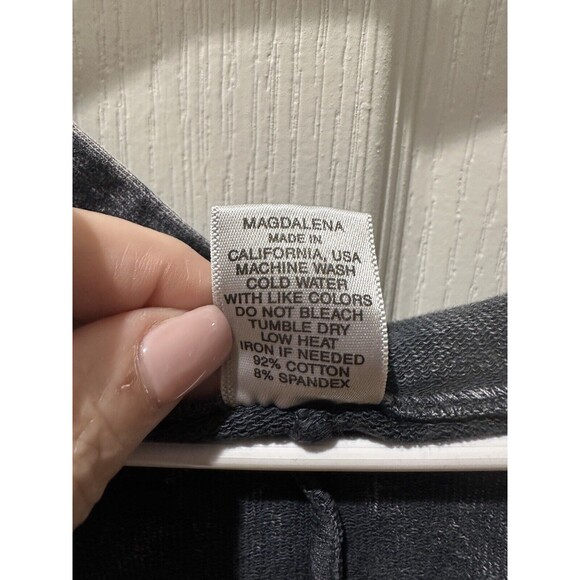 MAGDALENA
MADE IN
CALIFORNIA, USA
MACHINE WASH
COLD WATER
WITH LIKE COLORS
DO NOT BLEACH
TUMBLE DRY
LOW HEAT
IRON IF NEEDED
92% COTTON
8% SPANDEX